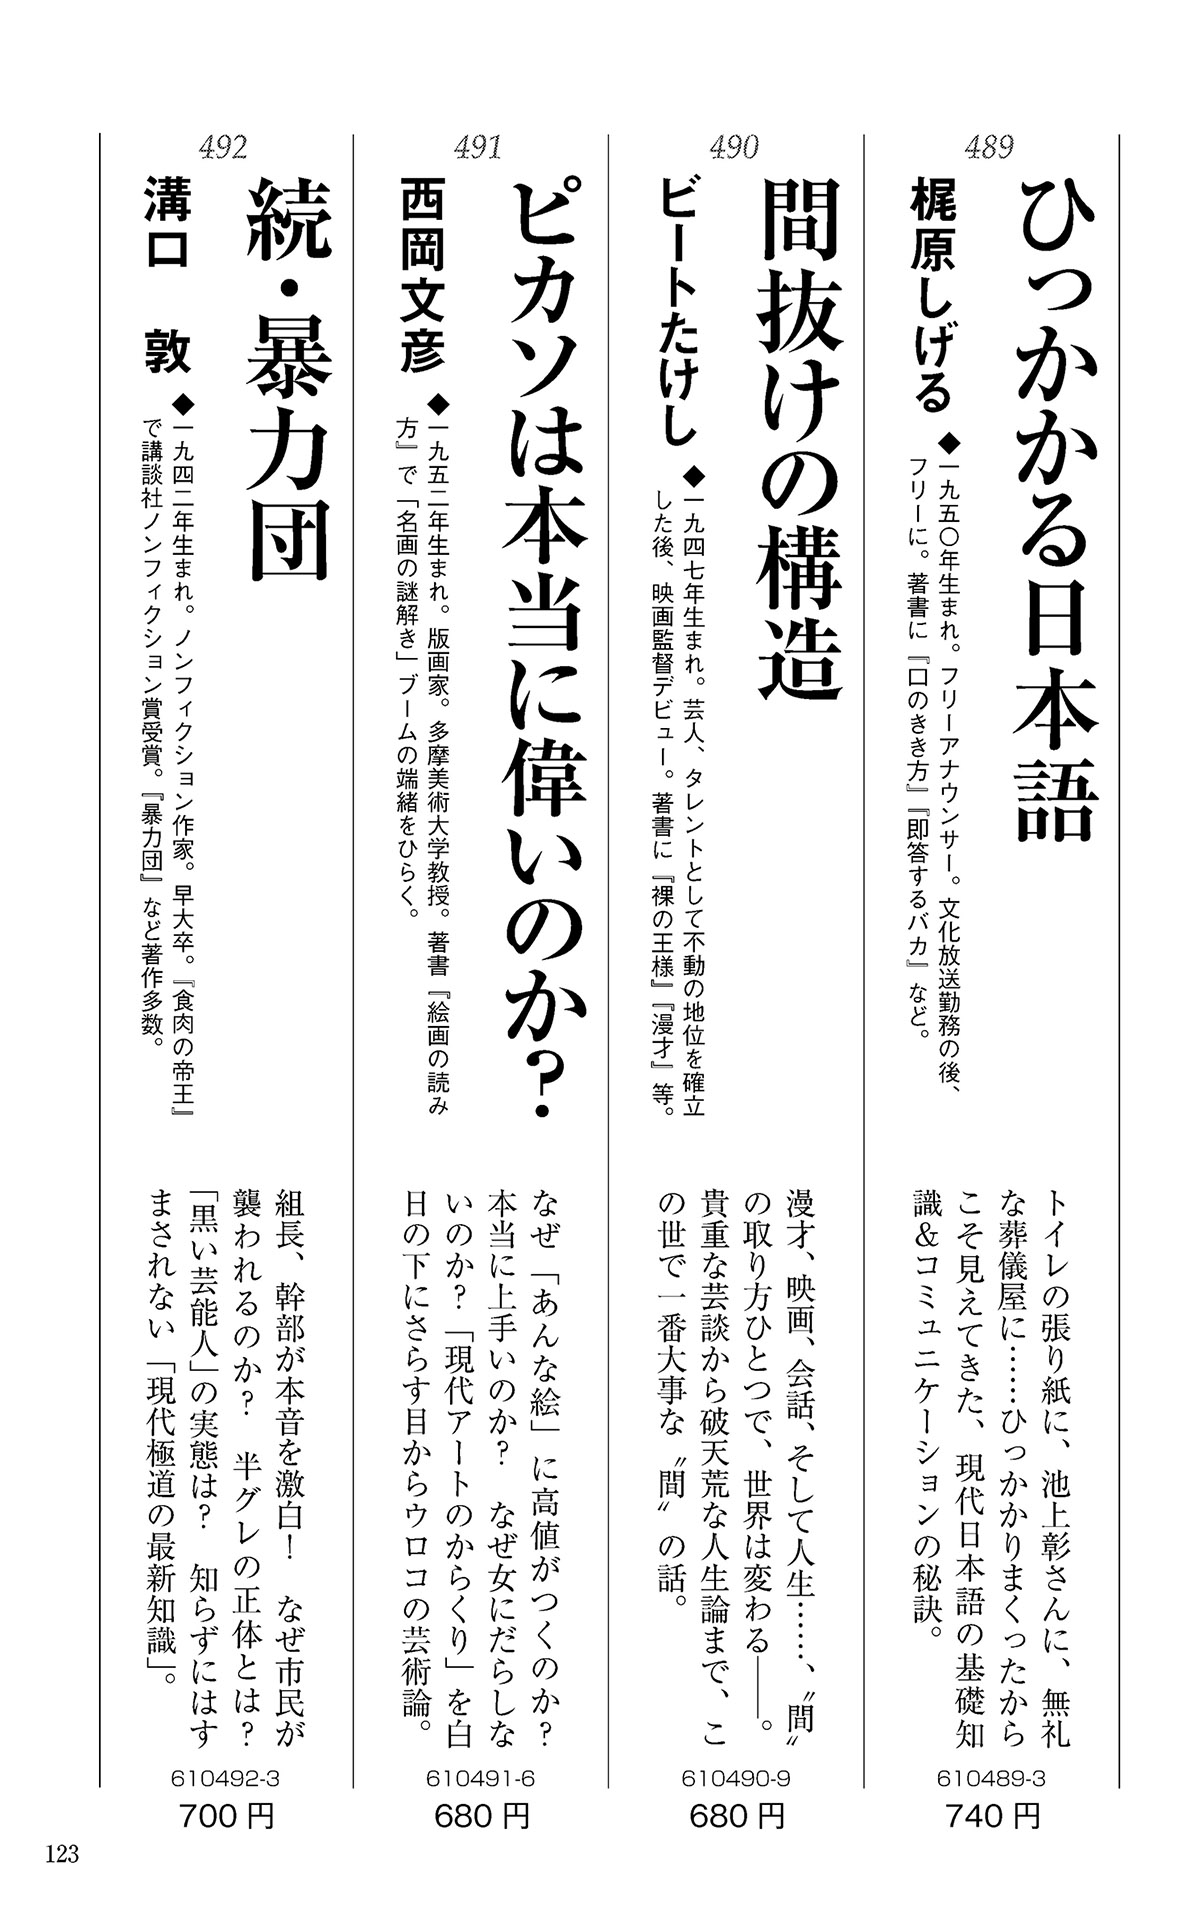 489
ひっかかる日本語
梶原しげる
◆一九五〇年生まれ。フリーアナウンサー。文化放送勤務の後、
フリーに。著書に『口のきき方』『即答するバカ』など。
トイレの張り紙に、池上彰さんに、無礼
な葬儀屋に……ひっかかりまくったから
こそ見えてきた、現代日本語の基礎知
識&コミュニケーションの秘訣。
610489-3
740円
490
間抜けの構造
ビートたけし
◆一九四七年生まれ。芸人、タレントとして不動の地位を確立
した後、映画監督デビュー。著書に『裸の王様』『漫才』等。
漫才、映画、会話、そして人生……、〝間〟
の取り方ひとつで、世界は変わる――。
貴重な芸談から破天荒な人生論まで、こ
の世で一番大事な〝間〟の話。
610490-9
680円
491
ピカソは本当に偉いのか?
西岡文彦
◆一九五二年生まれ。版画家。多摩美術大学教授。著書『絵画の読み
方』で「名画の謎解き」ブームの端緒をひらく。
なぜ「あんな絵」に高値がつくのか?
本当に上手いのか? なぜ女にだらしな
いのか?「現代アートのからくり」を白
日の下にさらす目からウロコの芸術論。
610491-6
680円
492
続・暴力団
溝口 敦
◆一九四二年生まれ。ノンフィクション作家。早大卒。『食肉の帝王』
で講談社ノンフィクション賞受賞。『暴力団』など著作多数。
組長、幹部が本音を激白! なぜ市民が
襲われるのか? 半グレの正体とは?
「黒い芸能人」の実態は? 知らずにはす
まされない「現代極道の最新知識」。
610492-3
700円
123